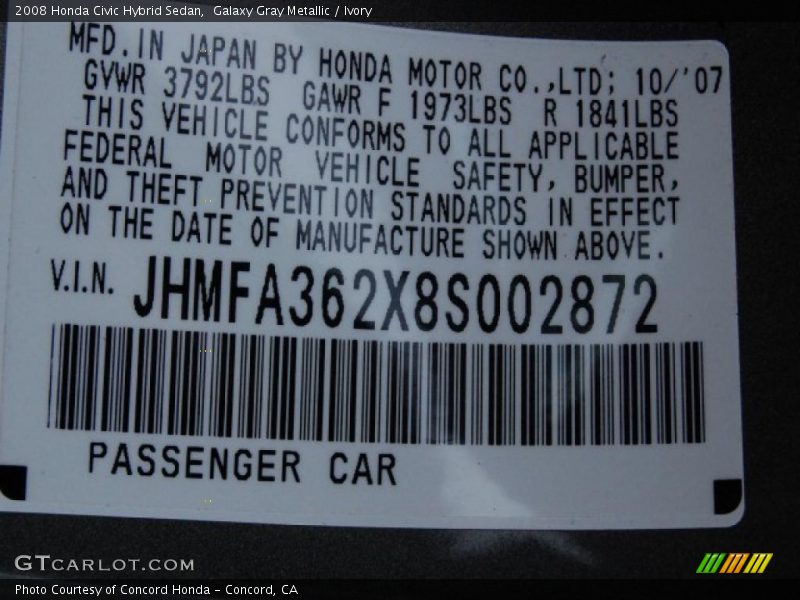 2008 Honda Civic Hybrid Sedan,  Galaxy Gray Metallic / Ivory
MFD. IN JAPAN BY HONDA MOTOR CO.,LTD; 10/'07
GVWR 3792LBS GAWR F 1973LBS R 1841LBS
THIS VEHICLE CONFORMS TO ALL APPLICABLE
FEDERAL MOTOR VEHICLE SAFETY, BUMPER,
AND THEFT PREVENTION STANDARDS IN EFFECT
ON THE DATE OF MANUFACTURE SHOWN ABOVE.
V.I.N. JHMFA362X8S002872
PASSENGER CAR
GTCARLOT.COM
Photo Courtesy of Concord Honda - Concord, CA